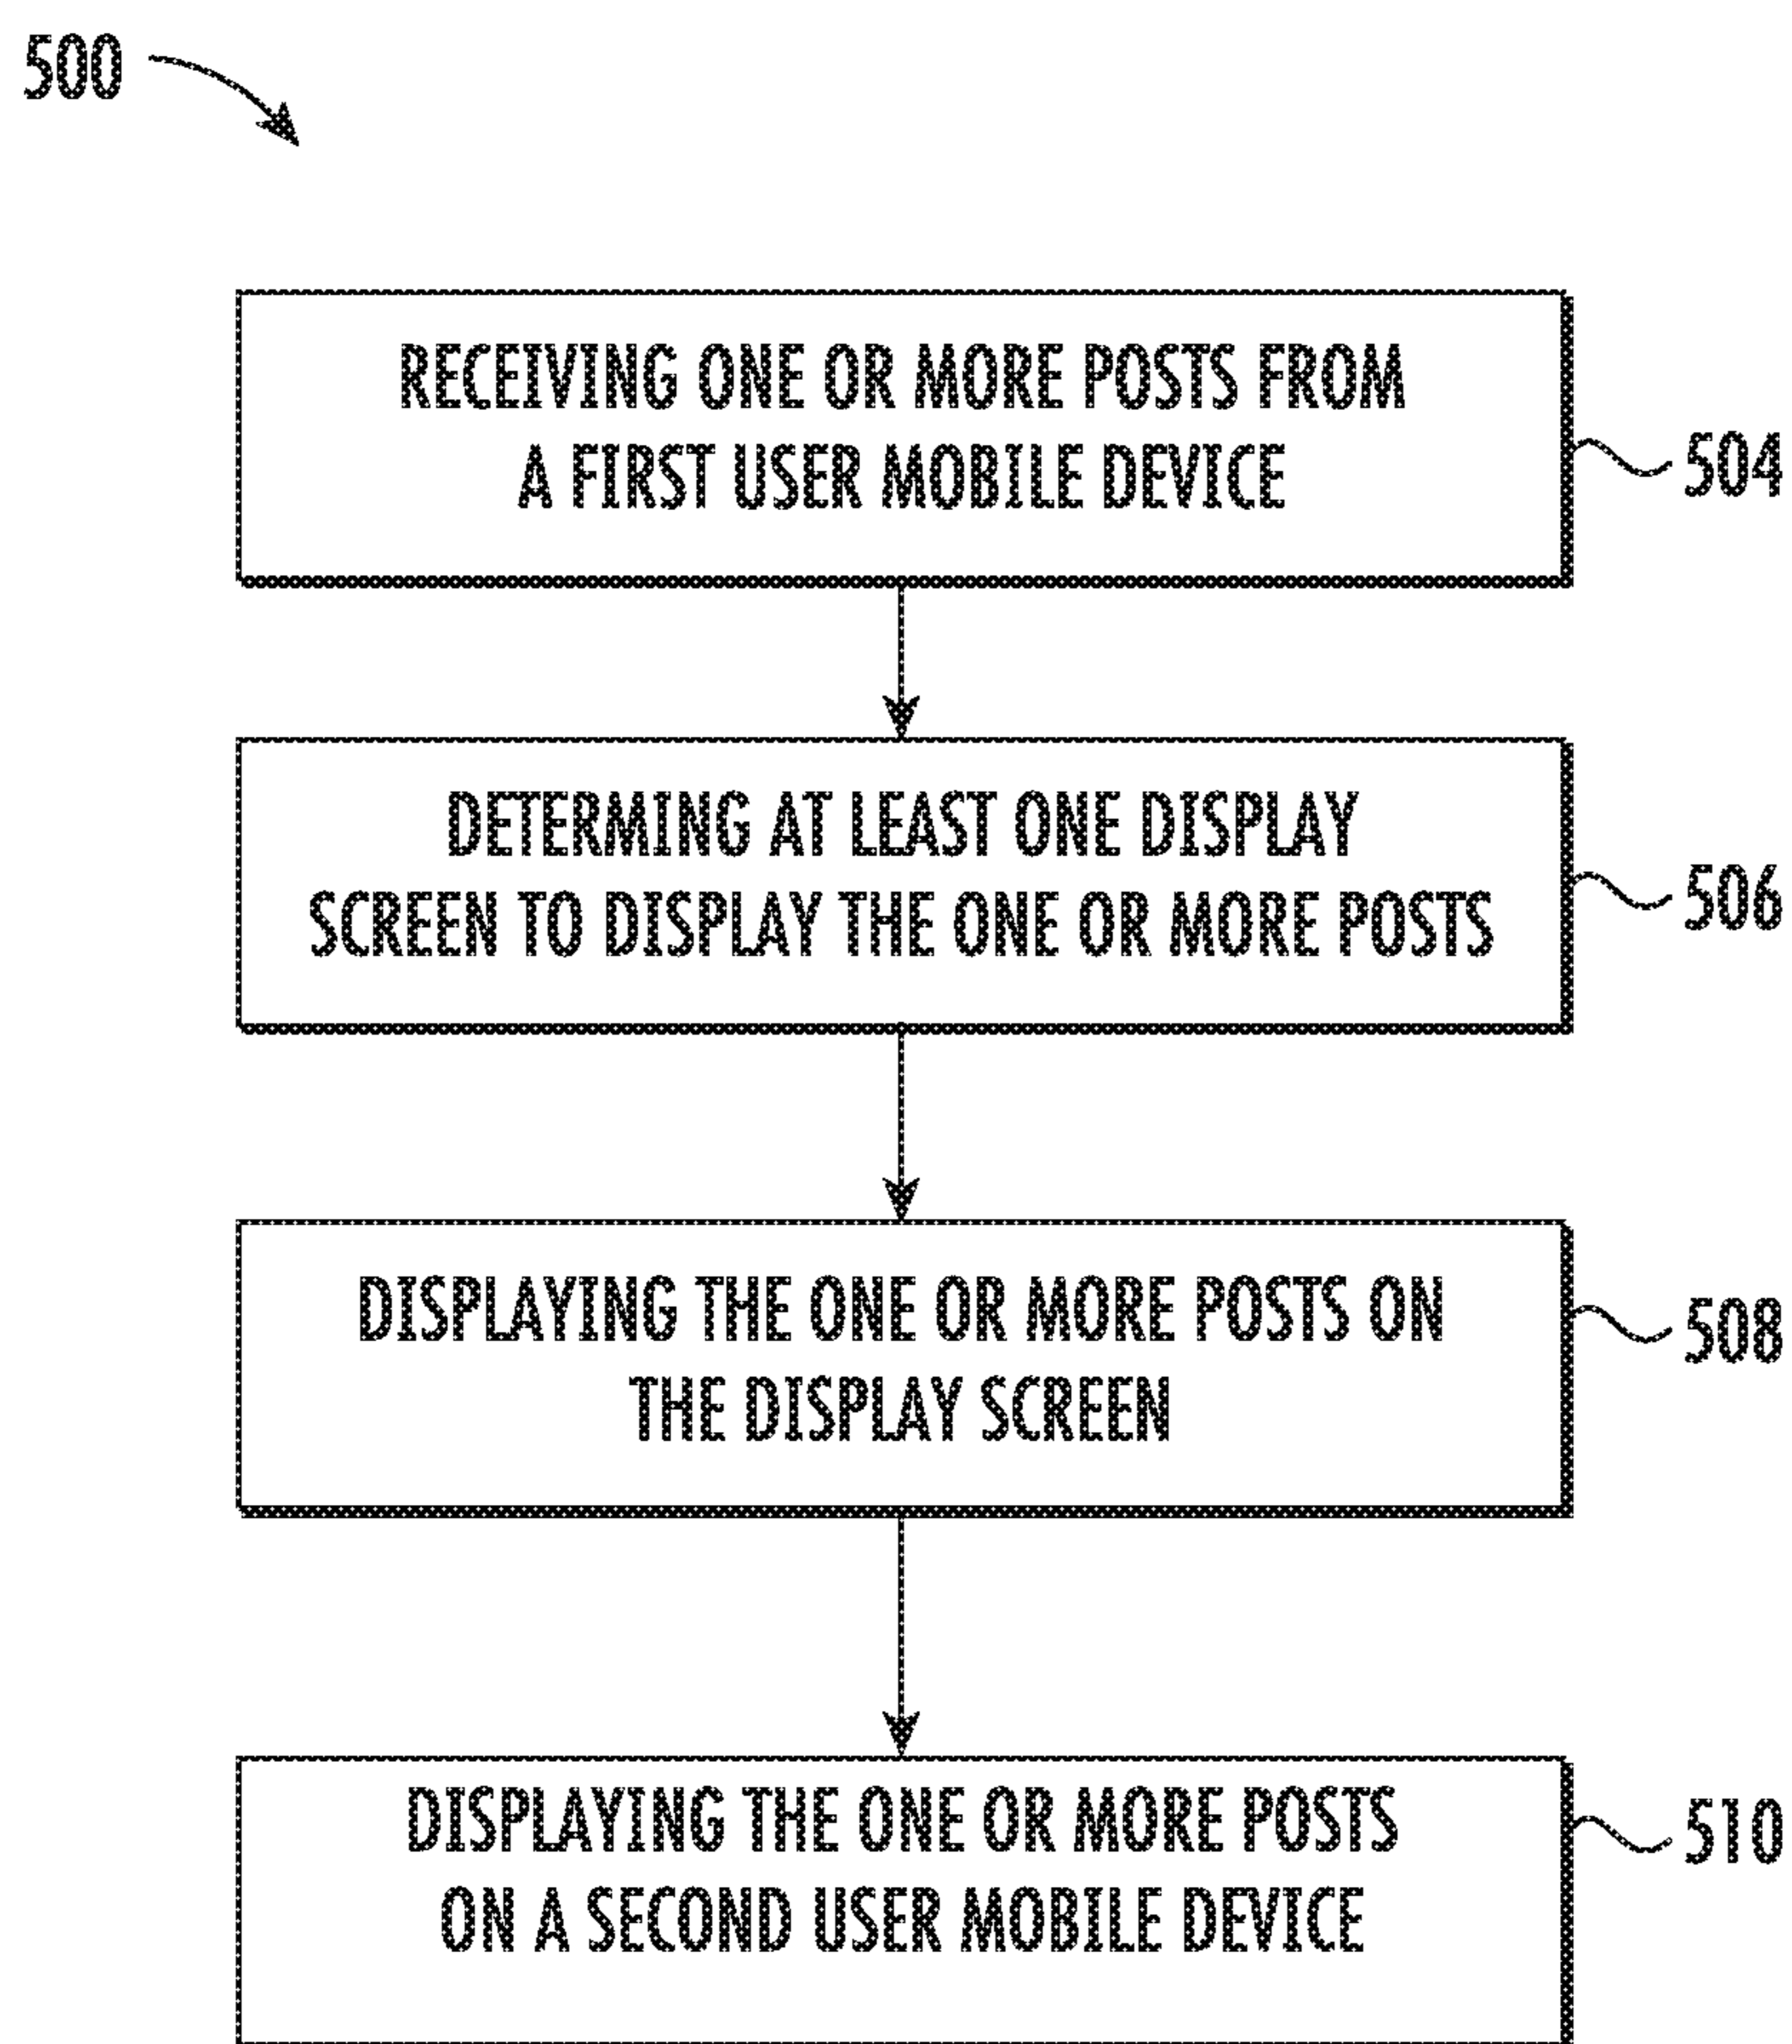 500
RECEIVING ONE OR MORE POSTS FROM
A FIRST USER MOBILE DEVICE
504
DETERMING AT LEAST ONE DISPLAY
SCREEN TO DISPLAY THE ONE OR MORE POSTS
506
DISPLAYING THE ONE OR MORE POSTS ON
THE DISPLAY SCREEN
508
DISPLAYING THE ONE OR MORE POSTS
ON A SECOND USER MOBILE DEVICE
510